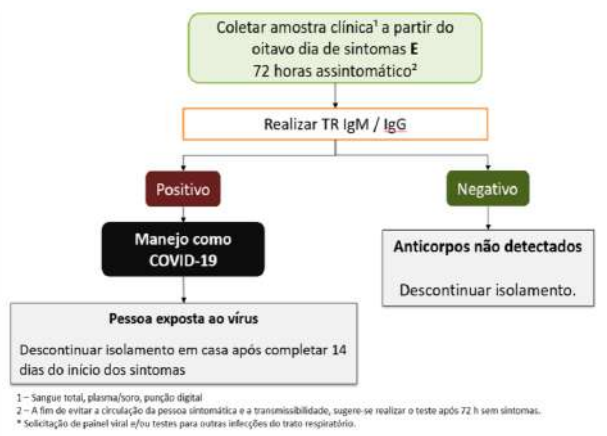 Coletar amostra clínica¹ a partir do
oitavo dia de sintomas E
72 horas assintomático²
Realizar TR IgM / IgG
Positivo
Negativo
Manejo como
COVID-19
Anticorpos não detectados
Descontinuar isolamento.
Pessoa exposta ao vírus
Descontinuar isolamento em casa após completar 14
dias do início dos sintomas
1 – Sangue total, plasma/soro, punção digital
2 – A fim de evitar a circulação da pessoa sintomática e a transmissibilidade, sugere-se realizar o teste após 72 h sem sintomas.
* Solicitação de painel viral e/ou testes para outras infecções do trato respiratório.